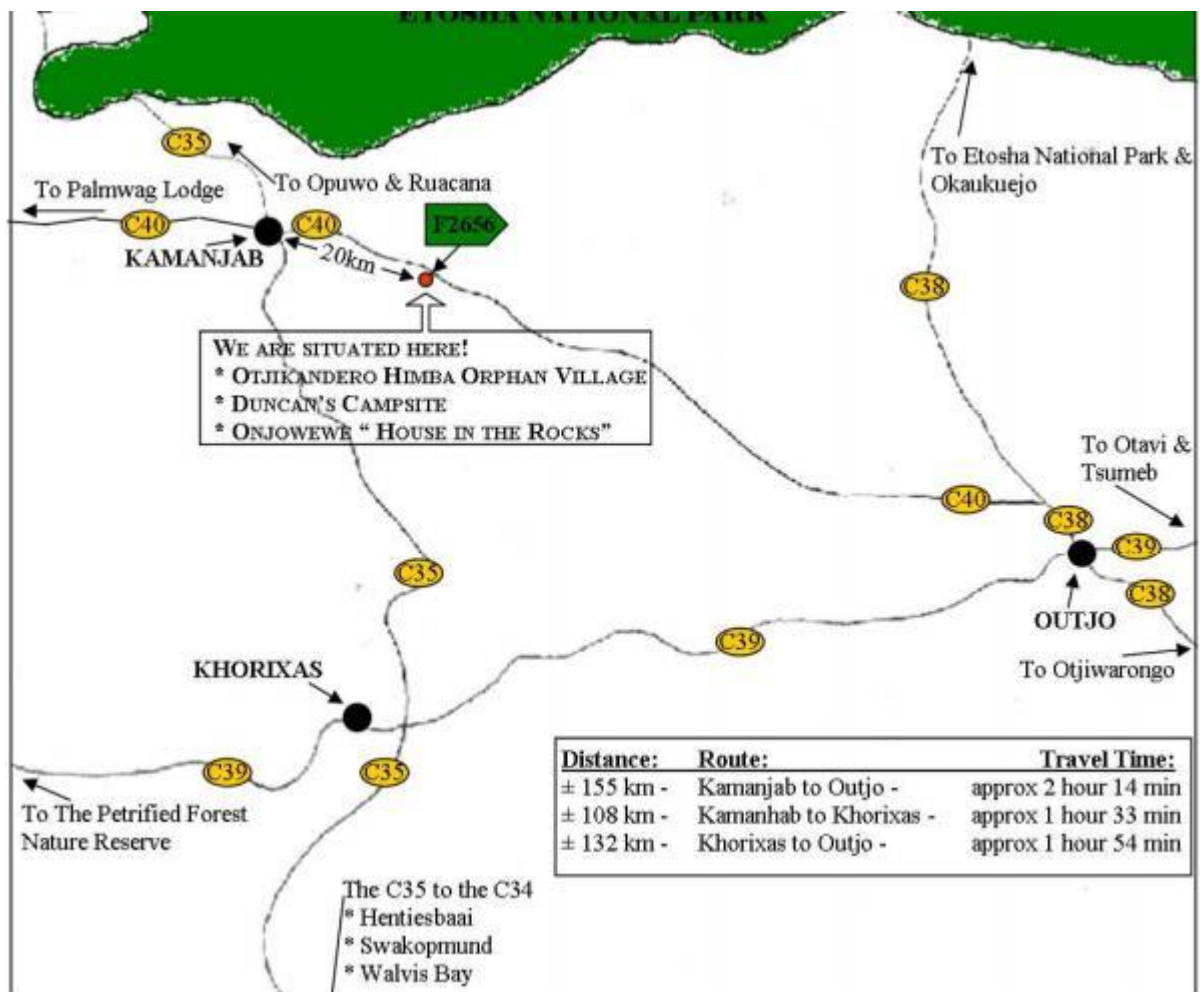 ETOSHA NATIONAL PARK
C35
To Etosha National Park &
Okaukuejo
To Palmwag Lodge
To Opuwo & Ruacana
C40
C40
F2656
KAMANJAB
20km
C38
WE ARE SITUATED HERE!
* OTJIKANDERO HIMBA ORPHAN VILLAGE
* DUNCAN'S CAMPSITE
* ONJOWEWE " HOUSE IN THE ROCKS"
To Otavi &
Tsumeb
C40
C38
C39
C35
C38
OUTJO
C39
KHORIXAS
To Otjiwarongo
C39
C35
To The Petrified Forest
Nature Reserve
Distance: Route: Travel Time:
± 155 km - Kamanjab to Outjo - approx 2 hour 14 min
± 108 km - Kamanhab to Khorixas - approx 1 hour 33 min
± 132 km - Khorixas to Outjo - approx 1 hour 54 min
The C35 to the C34
* Hentiesbaai
* Swakopmund
* Walvis Bay